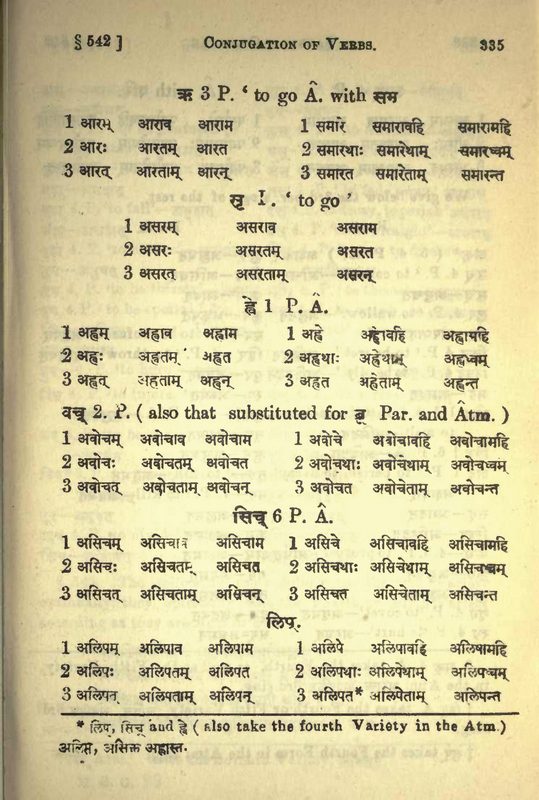 § 542 ] CONJUGATION OF VERBS. 335
ऋ 3 P. ‘ to go Â. with सम
1 आरम् आराव आराम 1 समारे समारावहि समारामहि
2 आरः आरतम् आरत 2 समारथाः समारेथाम् समारध्वम्
3 आरत् आरताम् आरन् 3 समारत समारेताम् समारन्त
सृ I. ‘ to go ’
1 असरम् असराव असराम
2 असरः असरतम् असरत
3 असरत् असरताम् असरन्
ह्वे 1 P. Â.
1 अह्वम् अह्वाव अह्वाम 1 अह्वे अह्वावहि अह्वामहि
2 अह्वः अह्वतम् अह्वत 2 अह्वथाः अह्वेथाम् अह्वध्वम्
3 अह्वत् अह्वताम् अह्वन् 3 अह्वत अह्वेताम् अह्वन्त
वच् 2. P. ( also that substituted for ब्रू Par. and Âtm. )
1 अवोचम् अवोचाव अवोचाम 1 अवोचे अवोचावहि अवोचामहि
2 अवोचः अवोचतम् अवोचत 2 अवोचथाः अवोचेथाम् अवोचध्वम्
3 अवोचत् अवोचताम् अवोचन् 3 अवोचत अवोचेताम् अवोचन्त
सिच् 6 P. Â.
1 असिचम् असिचाव असिचाम 1 असिचे असिचावहि असिचामहि
2 असिचः असिचतम् असिचत 2 असिचथाः असिचेथाम् असिचध्वम्
3 असिचत् असिचताम् असिचन् 3 असिचत असिचेताम् असिचन्त
लिप्.
1 अलिपम् अलिपाव अलिपाम 1 अलिपे अलिपावहि अलिपामहि
2 अलिपः अलिपतम् अलिपत 2 अलिपथाः अलिपेथाम् अलिपध्वम्
3 अलिपत् अलिपताम् अलिपन् 3 अलिपत* अलिपेताम् अलिपन्त
* लिप्, सिच् and ह्वे ( also take the fourth Variety in the Atm. )
अलिप्त, असिक्त अह्वास्त.